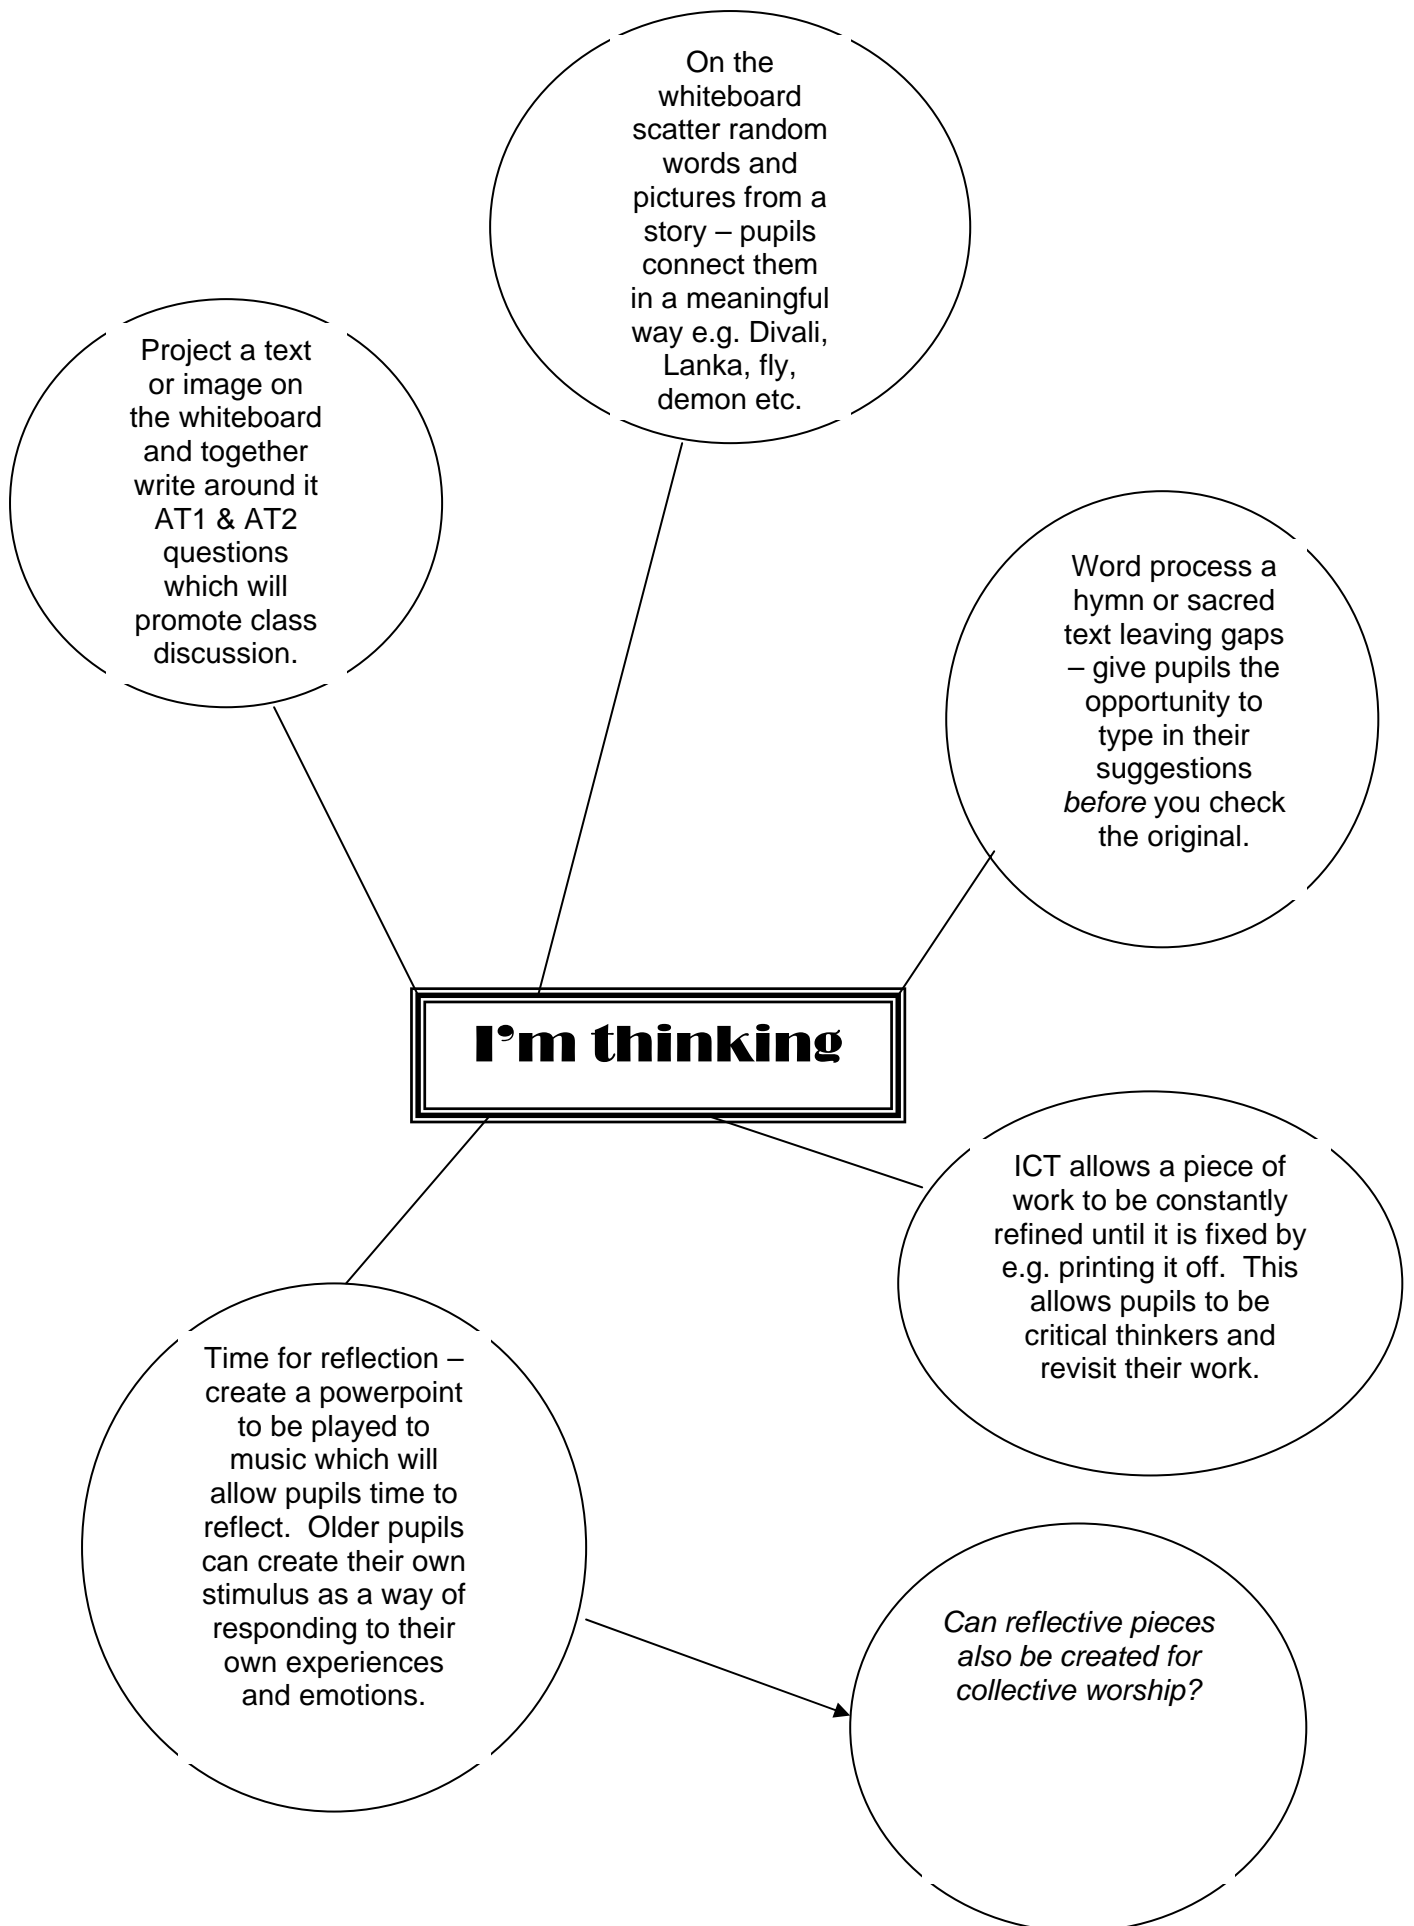 On the
whiteboard
scatter random
words and
pictures from a
story – pupils
connect them
in a meaningful
way e.g. Divali,
Lanka, fly,
demon etc.
Project a text
or image on
the whiteboard
and together
write around it
AT1 & AT2
questions
which will
promote class
discussion.
Word process a
hymn or sacred
text leaving gaps
– give pupils the
opportunity to
type in their
suggestions
before you check
the original.
I'm thinking
ICT allows a piece of
work to be constantly
refined until it is fixed by
e.g. printing it off.  This
allows pupils to be
critical thinkers and
revisit their work.
Time for reflection –
create a powerpoint
to be played to
music which will
allow pupils time to
reflect.  Older pupils
can create their own
stimulus as a way of
responding to their
own experiences
and emotions.
Can reflective pieces
also be created for
collective worship?